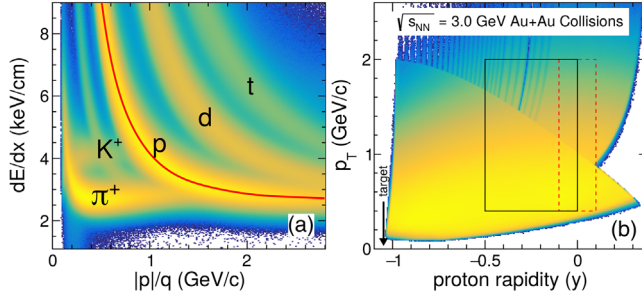 √s_NN = 3.0 GeV Au+Au Collisions
dE/dx (keV/cm)
8
6
4
2
K⁺
π⁺
p
d
t
(a)
0 1 2
|p|/q (GeV/c)
p_T (GeV/c)
2
1
0
target
(b)
−1 −0.5 0
proton rapidity (y)